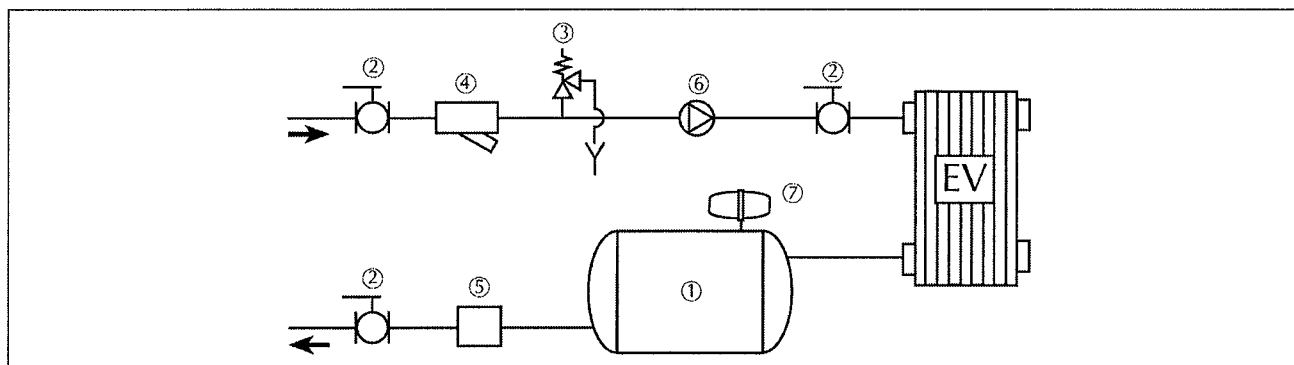 ③
② ④ ⑥ ②
EV
⑦
② ⑤ ①